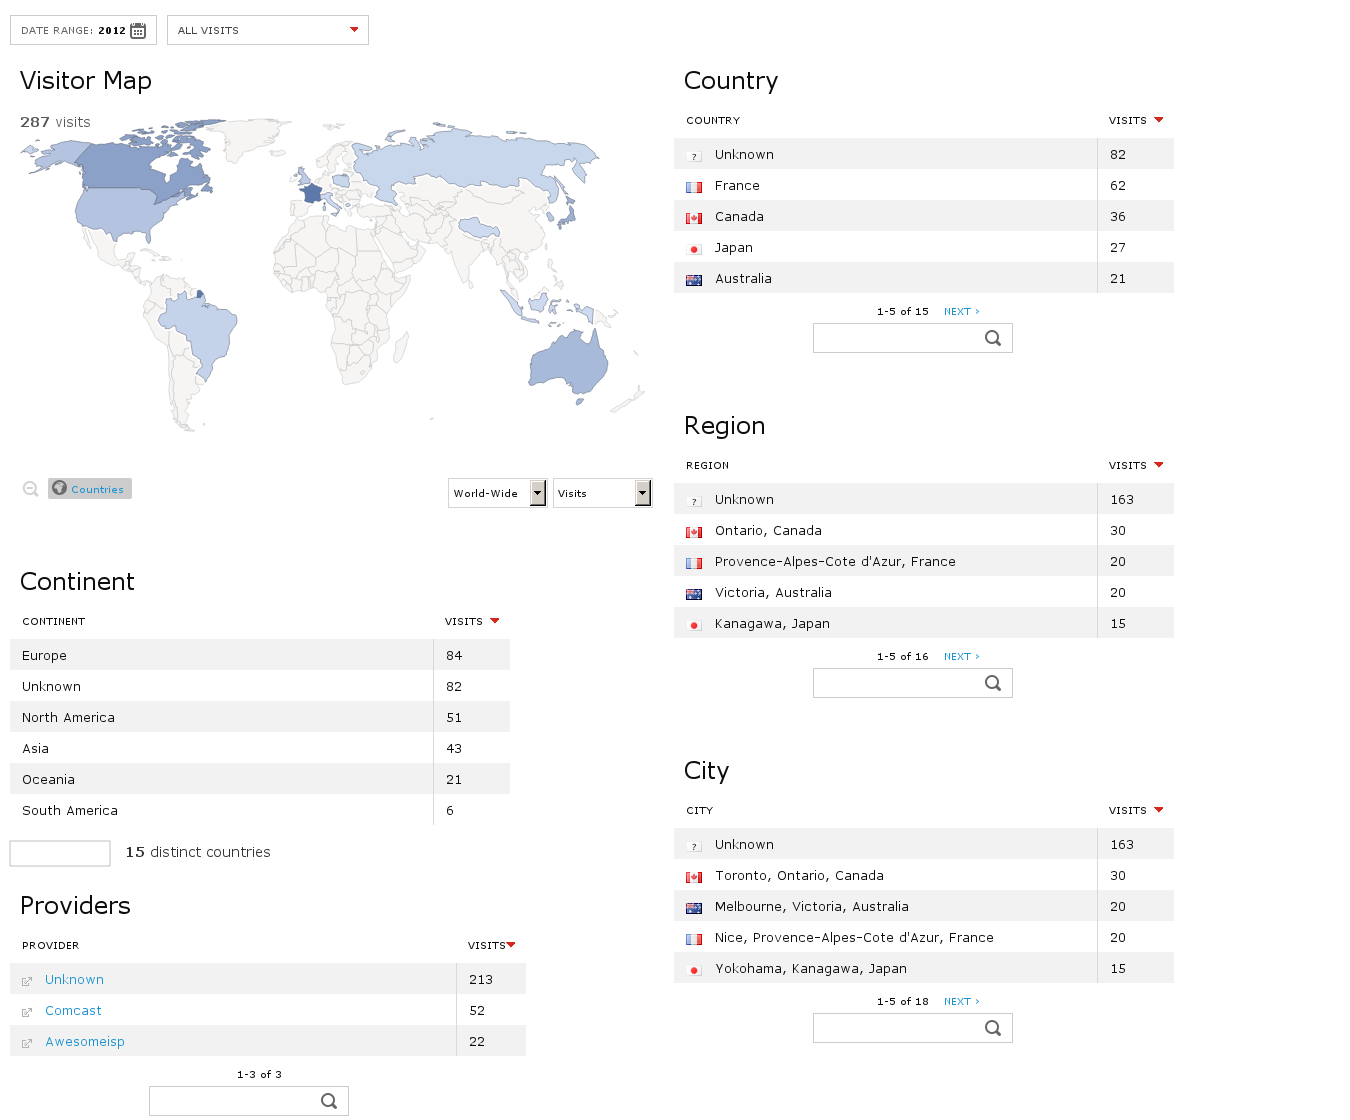 DATE RANGE: 2012
ALL VISITS
Visitor Map
287 visits
Countries
World-Wide
Visits
Continent
CONTINENT VISITS
Europe 84
Unknown 82
North America 51
Asia 43
Oceania 21
South America 6
15 distinct countries
Providers
PROVIDER VISITS
Unknown 213
Comcast 52
Awesomeisp 22
1-3 of 3
Country
COUNTRY VISITS
? Unknown 82
France 62
Canada 36
Japan 27
Australia 21
1-5 of 15 NEXT ›
Region
REGION VISITS
? Unknown 163
Ontario, Canada 30
Provence-Alpes-Cote d'Azur, France 20
Victoria, Australia 20
Kanagawa, Japan 15
1-5 of 16 NEXT ›
City
CITY VISITS
? Unknown 163
Toronto, Ontario, Canada 30
Melbourne, Victoria, Australia 20
Nice, Provence-Alpes-Cote d'Azur, France 20
Yokohama, Kanagawa, Japan 15
1-5 of 18 NEXT ›